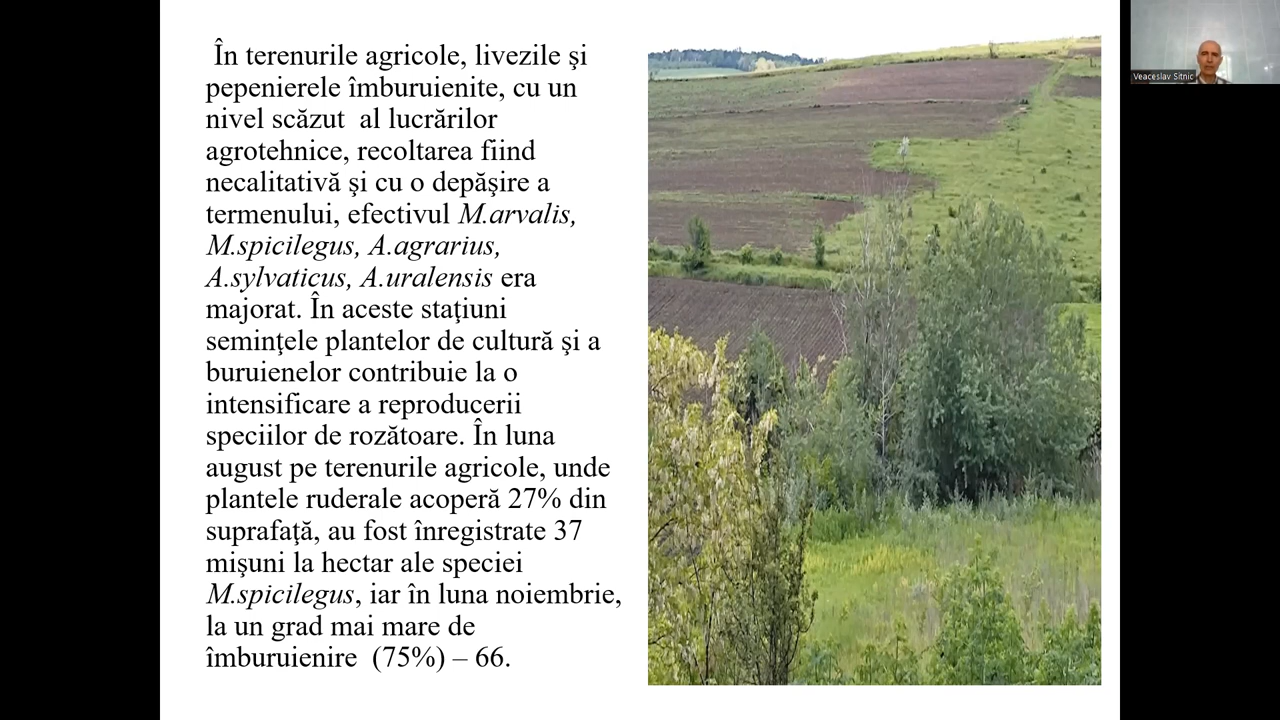 În terenurile agricole, livezile şi
pepenierele îmburuienite, cu un
nivel scăzut  al lucrărilor
agrotehnice, recoltarea fiind
necalitativă şi cu o depăşire a
termenului, efectivul M.arvalis,
M.spicilegus, A.agrarius,
A.sylvaticus, A.uralensis era
majorat. În aceste staţiuni
seminţele plantelor de cultură şi a
buruienelor contribuie la o
intensificare a reproducerii
speciilor de rozătoare. În luna
august pe terenurile agricole, unde
plantele ruderale acoperă 27% din
suprafaţă, au fost înregistrate 37
mişuni la hectar ale speciei
M.spicilegus, iar în luna noiembrie,
la un grad mai mare de
îmburuienire  (75%) – 66.
Veaceslav Sitnic